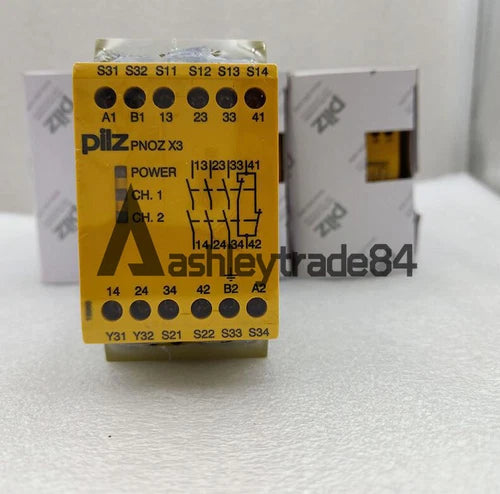 S31 S32 S11 S12 S13 S14
A1 B1 13 23 33 41
pilz PNOZ X3
POWER
CH. 1
CH. 2
13 23 33 41
14 24 34 42
ashleytrade84
14 24 34 42 B2 A2
Y31 Y32 S21 S22 S33 S34
pilz
pilz